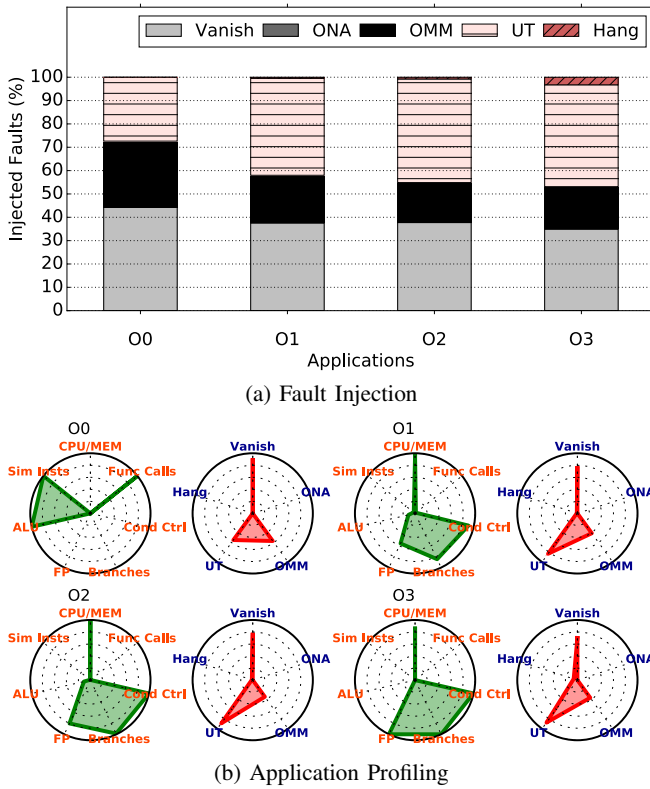 Vanish ONA OMM UT Hang
100
90
80
70
60
50
40
30
20
10
0
Injected Faults (%)
O0 O1 O2 O3
Applications
(a) Fault Injection
O0
CPU/MEM
Sim Insts Func Calls
ALU Cond Ctrl
FP Branches
Vanish
Hang ONA
UT OMM
O1
CPU/MEM
Sim Insts Func Calls
ALU Cond Ctrl
FP Branches
Vanish
Hang ONA
UT OMM
O2
CPU/MEM
Sim Insts Func Calls
ALU Cond Ctrl
FP Branches
Vanish
Hang ONA
UT OMM
O3
CPU/MEM
Sim Insts Func Calls
ALU Cond Ctrl
FP Branches
Vanish
Hang ONA
UT OMM
(b) Application Profiling